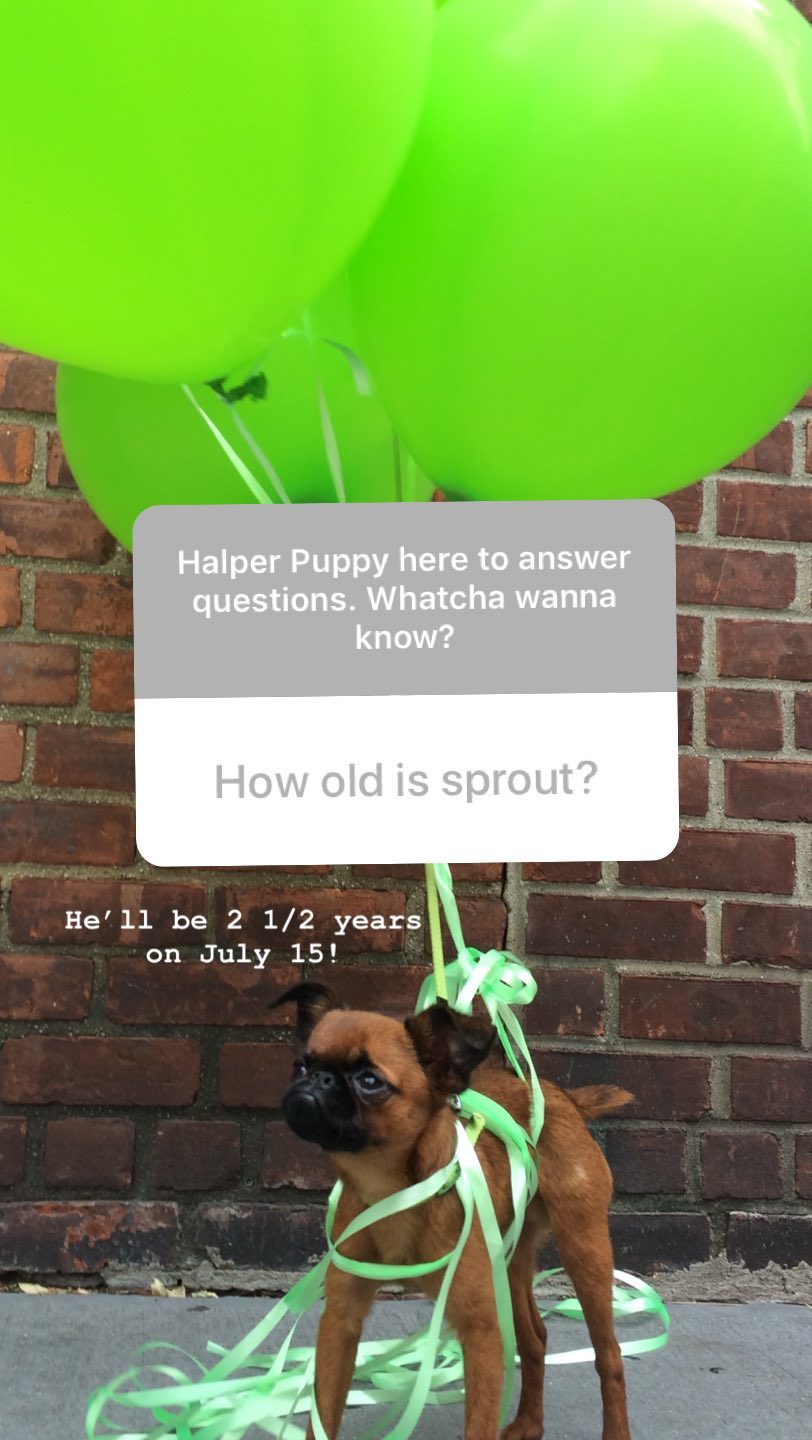 Halper Puppy here to answer
questions. Whatcha wanna
know?
How old is sprout?
He’ll be 2 1/2 years
on July 15!